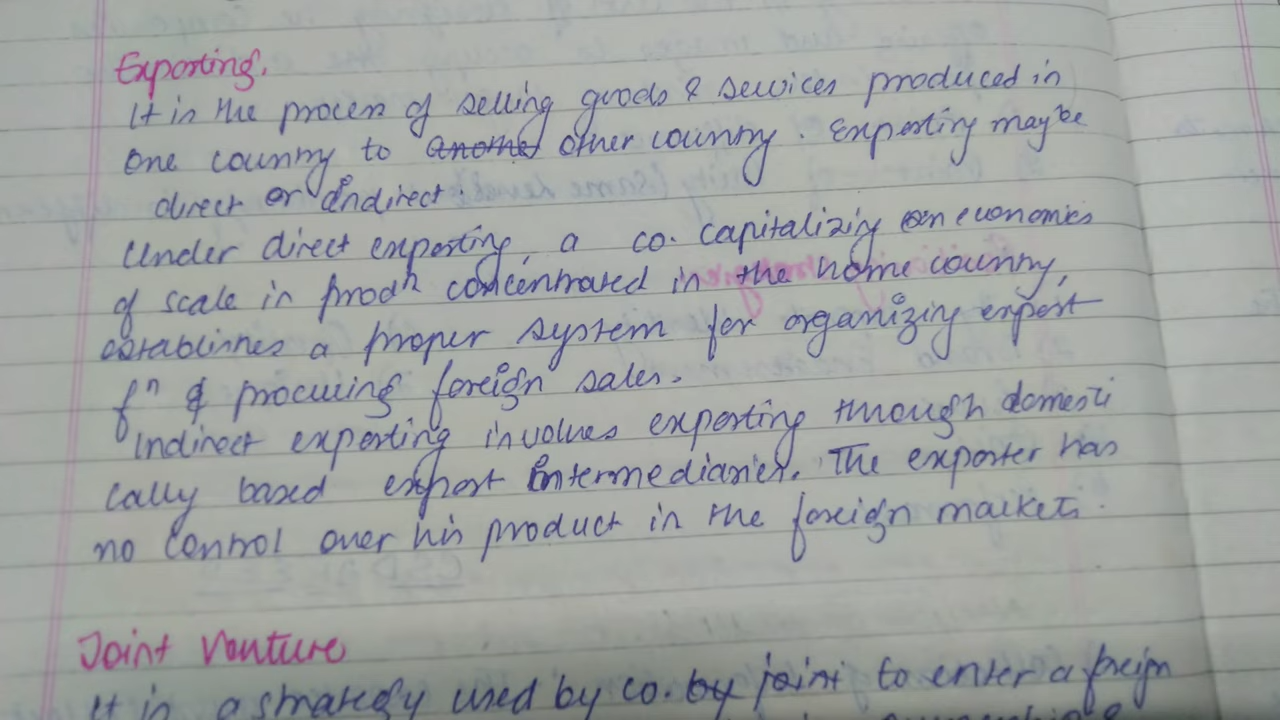 Exporting.
It is the process of selling goods & services produced in
one country to another other country. Exporting may be
direct or indirect.
Under direct exporting, a co. capitalizing on economies
of scale in prodn concentrated in the home country,
establishes a proper system for organizing export
fn & procuring foreign sales.
Indirect exporting involves exporting through domesti
cally based export intermediaries. The exporter has
no control over his product in the foreign market.
Joint Venture
It is a strategy used by co. by joint to enter a foreign